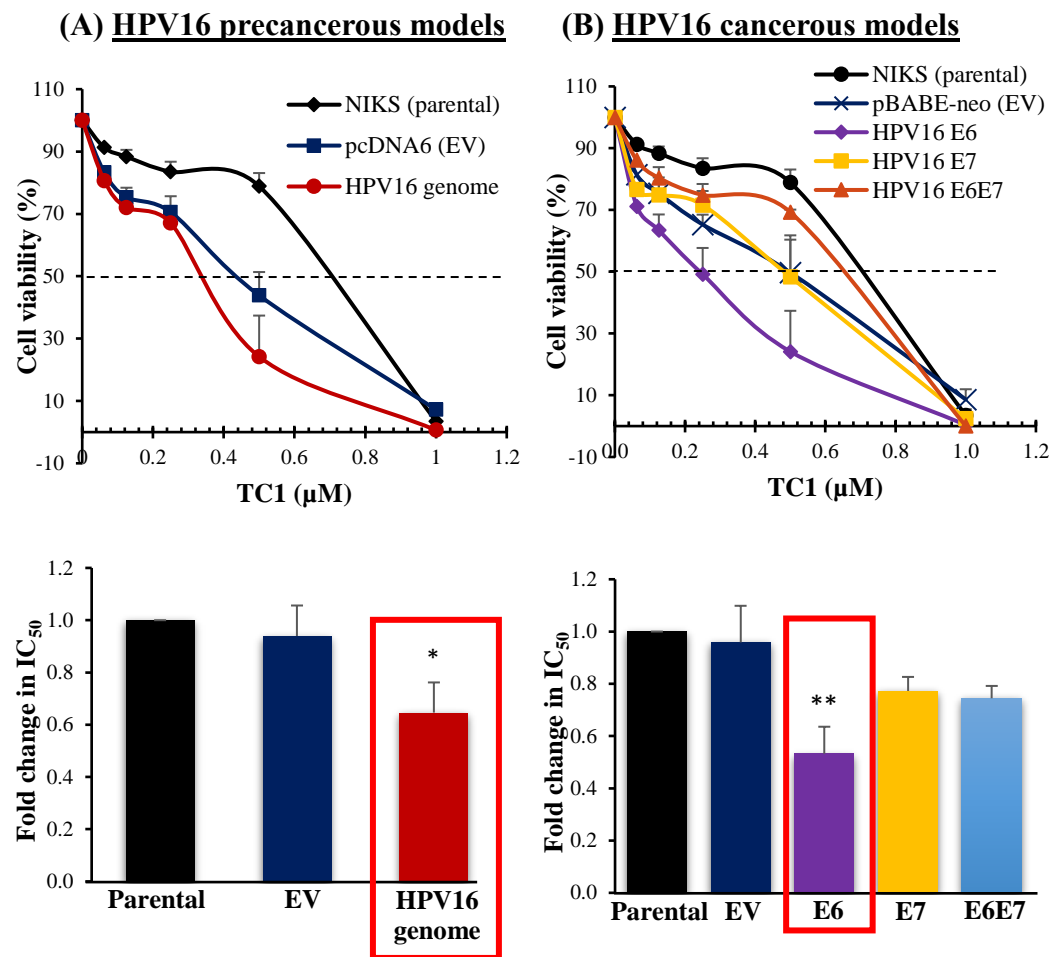 (A) HPV16 precancerous models
110
90
70
50
30
10
-10
Cell viability (%)
NIKS (parental)
pcDNA6 (EV)
HPV16 genome
0
0.2
0.4
0.6
0.8
1
1.2
TC1 (µM)
(B) HPV16 cancerous models
110
90
70
50
30
10
-10
Cell viability (%)
NIKS (parental)
pBABE-neo (EV)
HPV16 E6
HPV16 E7
HPV16 E6E7
0.0
0.2
0.4
0.6
0.8
1.0
1.2
TC1 (µM)
1.2
1.0
0.8
0.6
0.4
0.2
0.0
Fold change in IC50
*
Parental
EV
HPV16
genome
1.2
1.0
0.8
0.6
0.4
0.2
0.0
Fold change in IC50
**
Parental
EV
E6
E7
E6E7